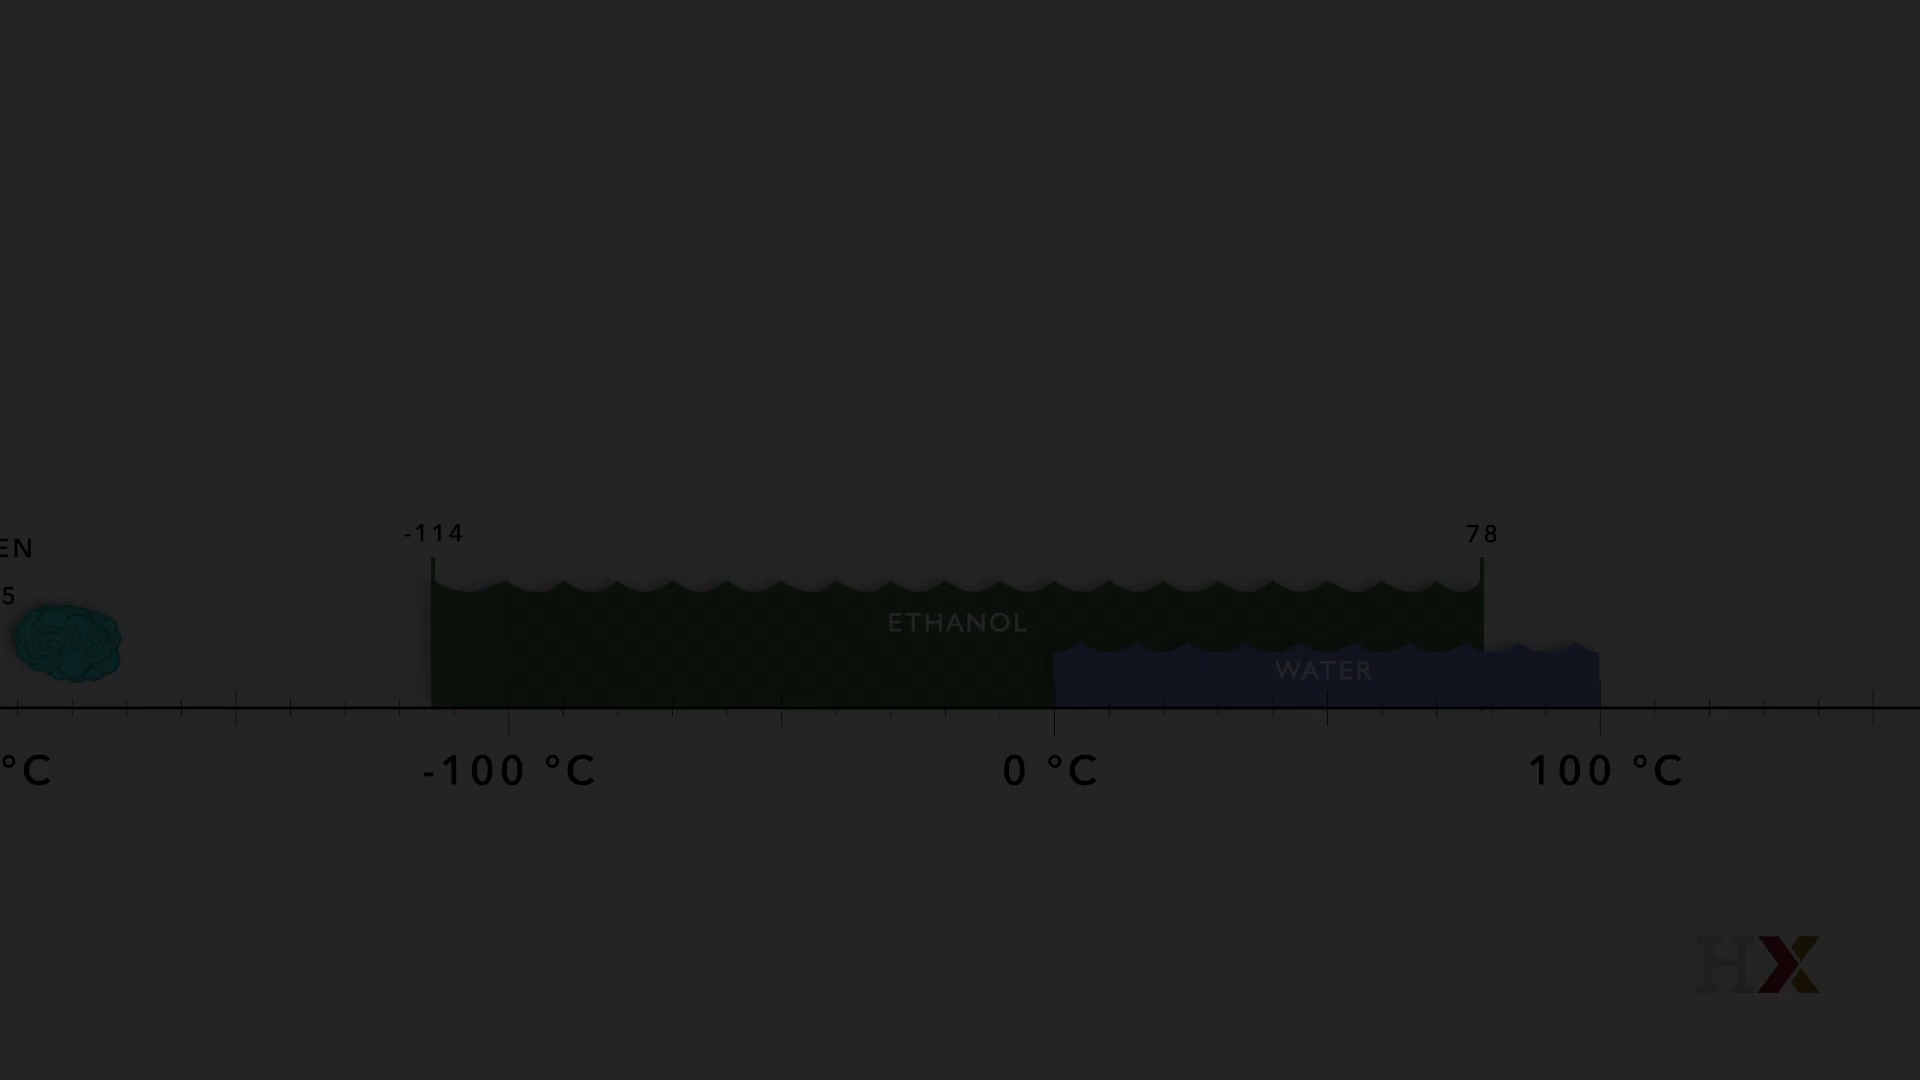 -114
78
EN
5
GAS
ETHANOL
WATER
°C
-100 °C
0 °C
100 °C
HX